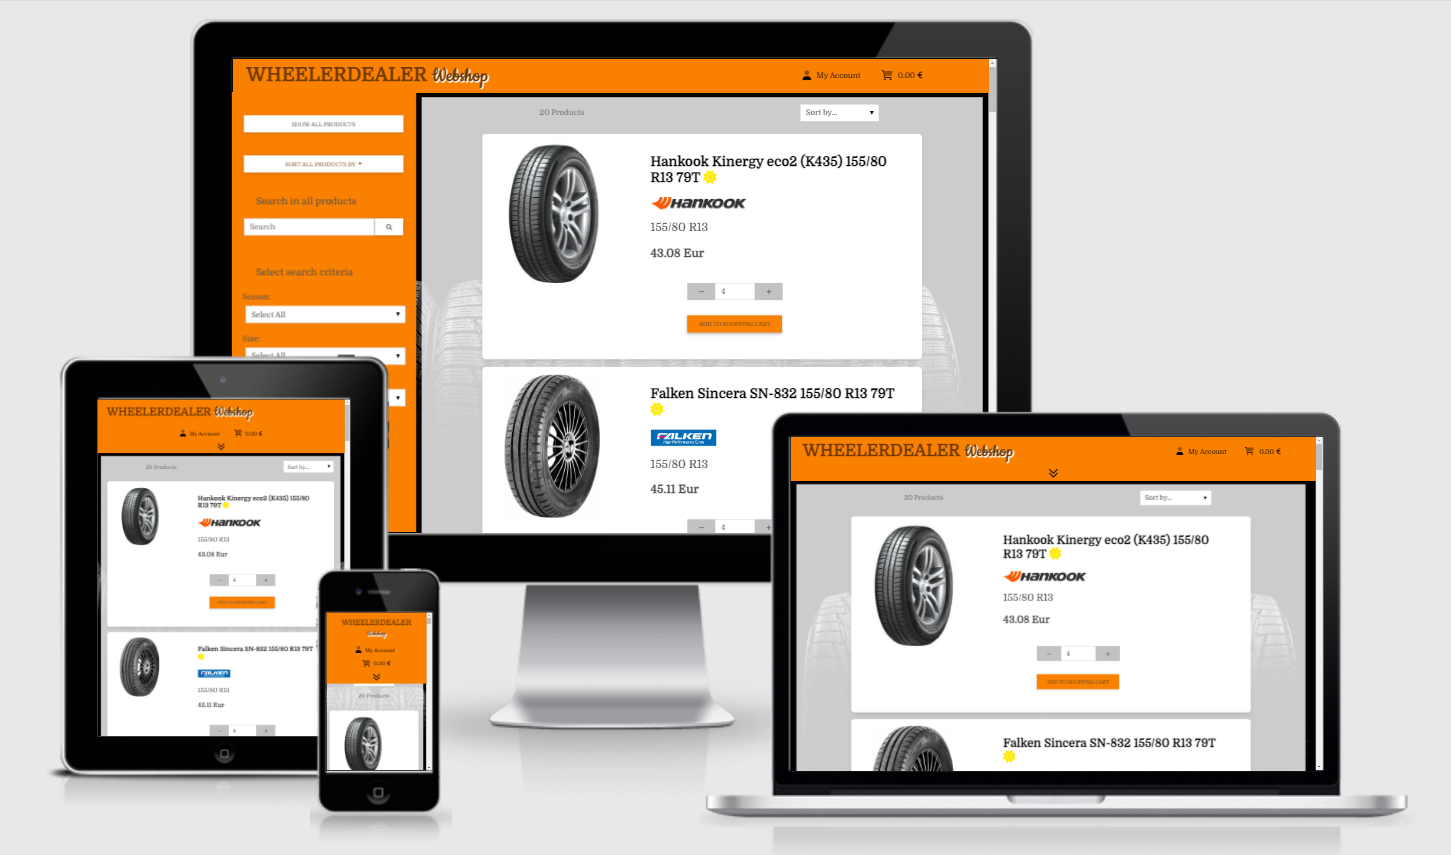 WHEELERDEALER Webshop
My Account
0.00 €
SHOW ALL PRODUCTS
SORT ALL PRODUCTS BY
Search in all products
Search
Select search criteria
Season:
Select All
Size:
Select All
20 Products
Sort by...
Hankook Kinergy eco2 (K435) 155/80
R13 79T
HANKOOK
155/80 R13
43.08 Eur
− 4 +
ADD TO SHOPPING CART
Falken Sincera SN-832 155/80 R13 79T
FALKEN
High Performance tyres
155/80 R13
45.11 Eur
− 4 +
WHEELERDEALER Webshop
My Account
0.00 €
20 Products
Sort by...
Hankook Kinergy eco2 (K435) 155/80
R13 79T
HANKOOK
155/80 R13
43.08 Eur
− 4 +
ADD TO SHOPPING CART
Falken Sincera SN-832 155/80 R13 79T
FALKEN
155/80 R13
45.11 Eur
− 4 +
WHEELERDEALER
Webshop
My Account
0.00 €
20 Products
WHEELERDEALER Webshop
My Account
0.00 €
20 Products
Sort by...
Hankook Kinergy eco2 (K435) 155/80
R13 79T
HANKOOK
155/80 R13
43.08 Eur
− 4 +
ADD TO SHOPPING CART
Falken Sincera SN-832 155/80 R13 79T